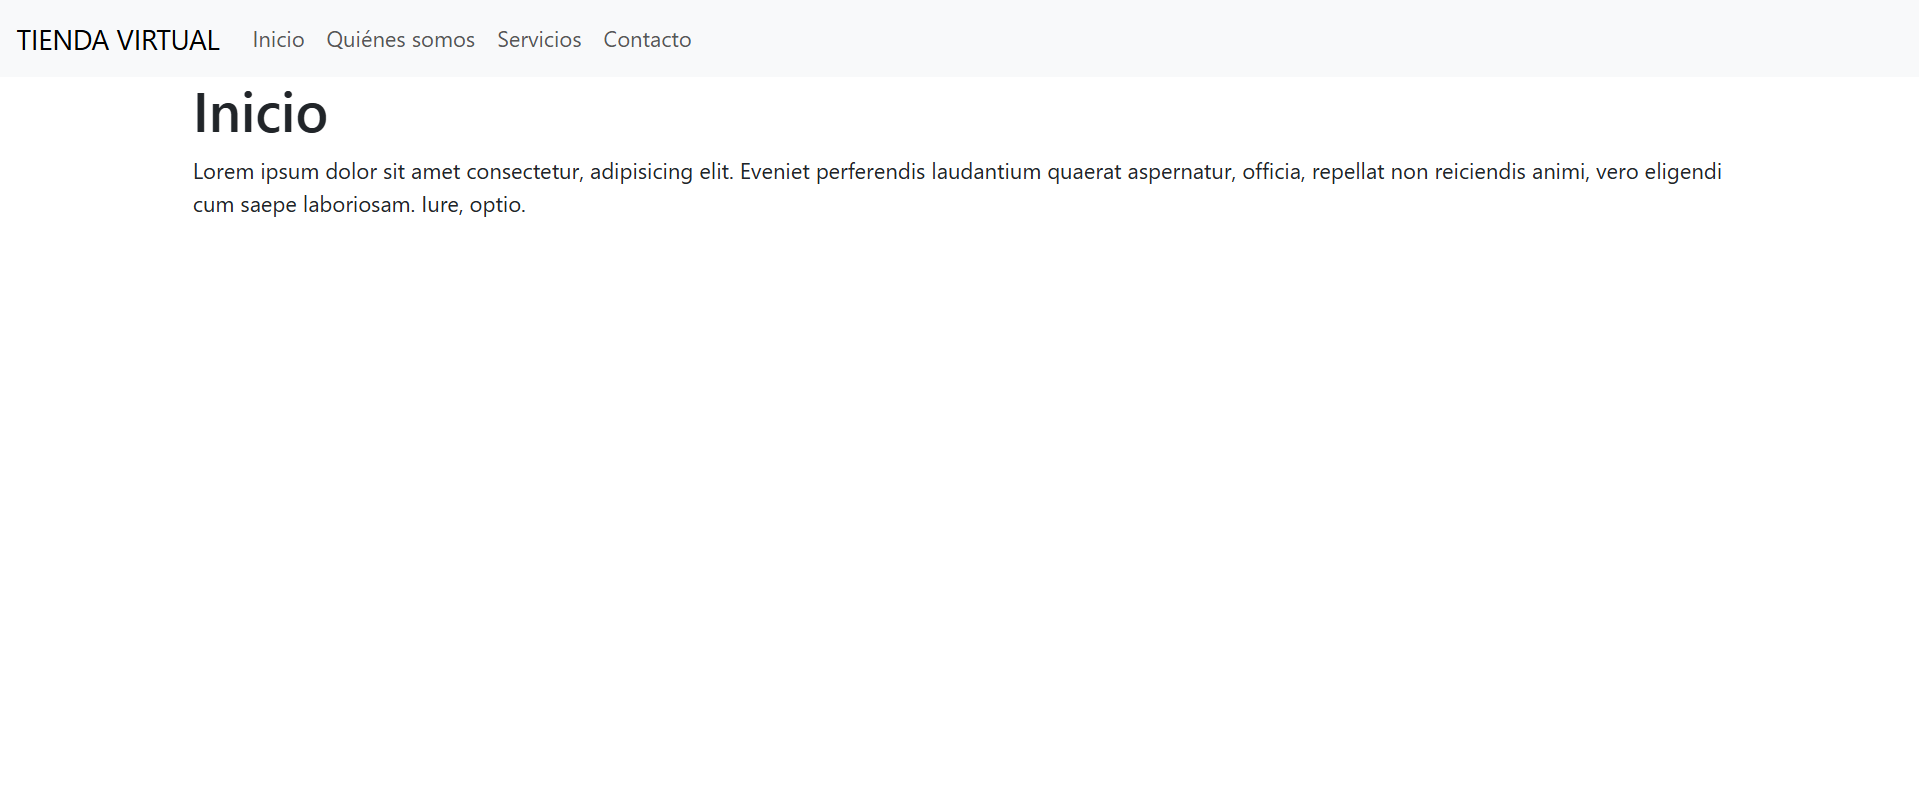 TIENDA VIRTUAL Inicio Quiénes somos Servicios Contacto
Inicio
Lorem ipsum dolor sit amet consectetur, adipisicing elit. Eveniet perferendis laudantium quaerat aspernatur, officia, repellat non reiciendis animi, vero eligendi
cum saepe laboriosam. Iure, optio.